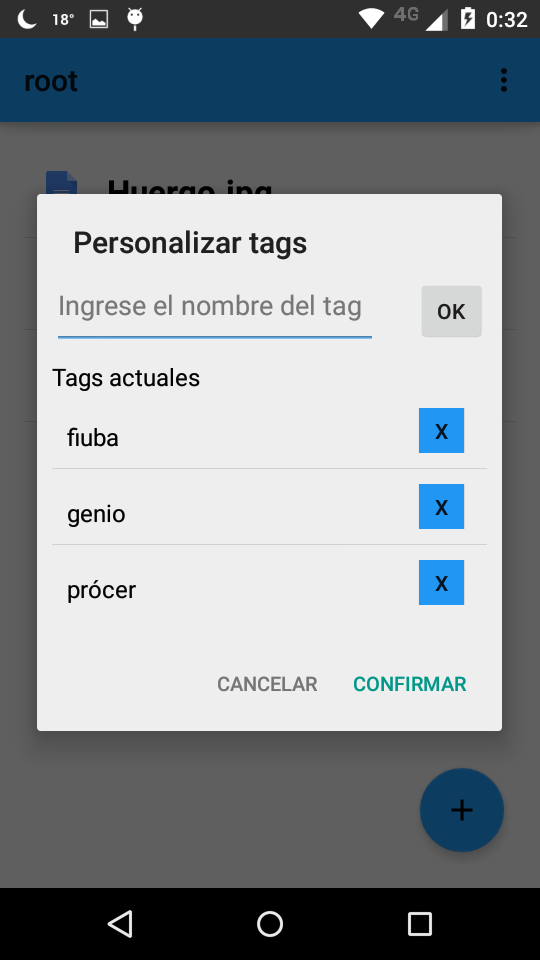 18° 4G 0:32
root
Huergo.jpg
Personalizar tags
Ingrese el nombre del tag
OK
Tags actuales
fiuba
X
genio
X
prócer
X
CANCELAR CONFIRMAR
+